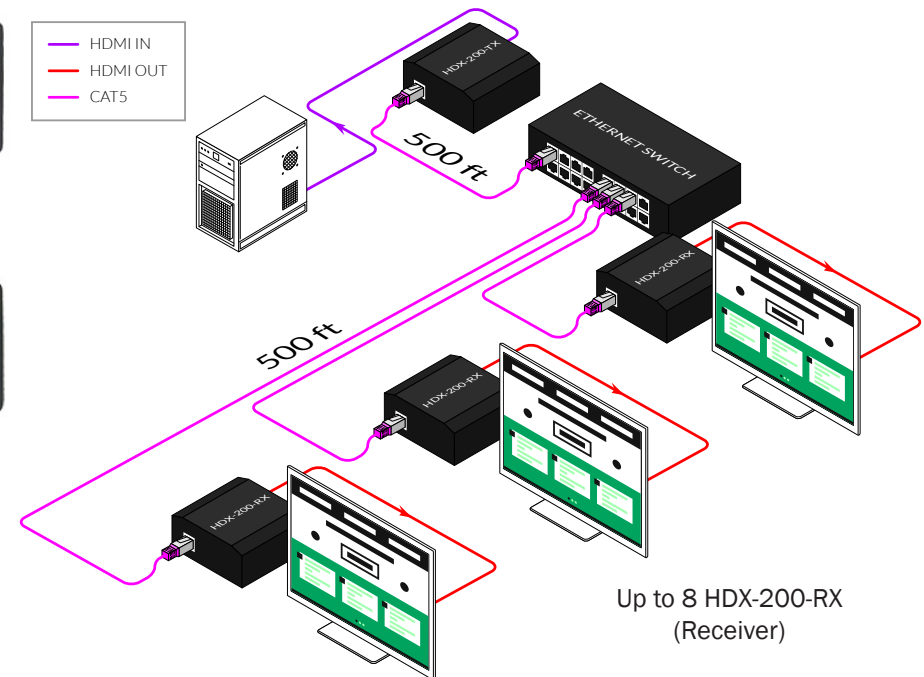 HDMI IN
HDMI OUT
CAT5
HDX-200-TX
500 ft
ETHERNET SWITCH
HDX-200-RX
500 ft
HDX-200-RX
HDX-200-RX
Up to 8 HDX-200-RX
(Receiver)